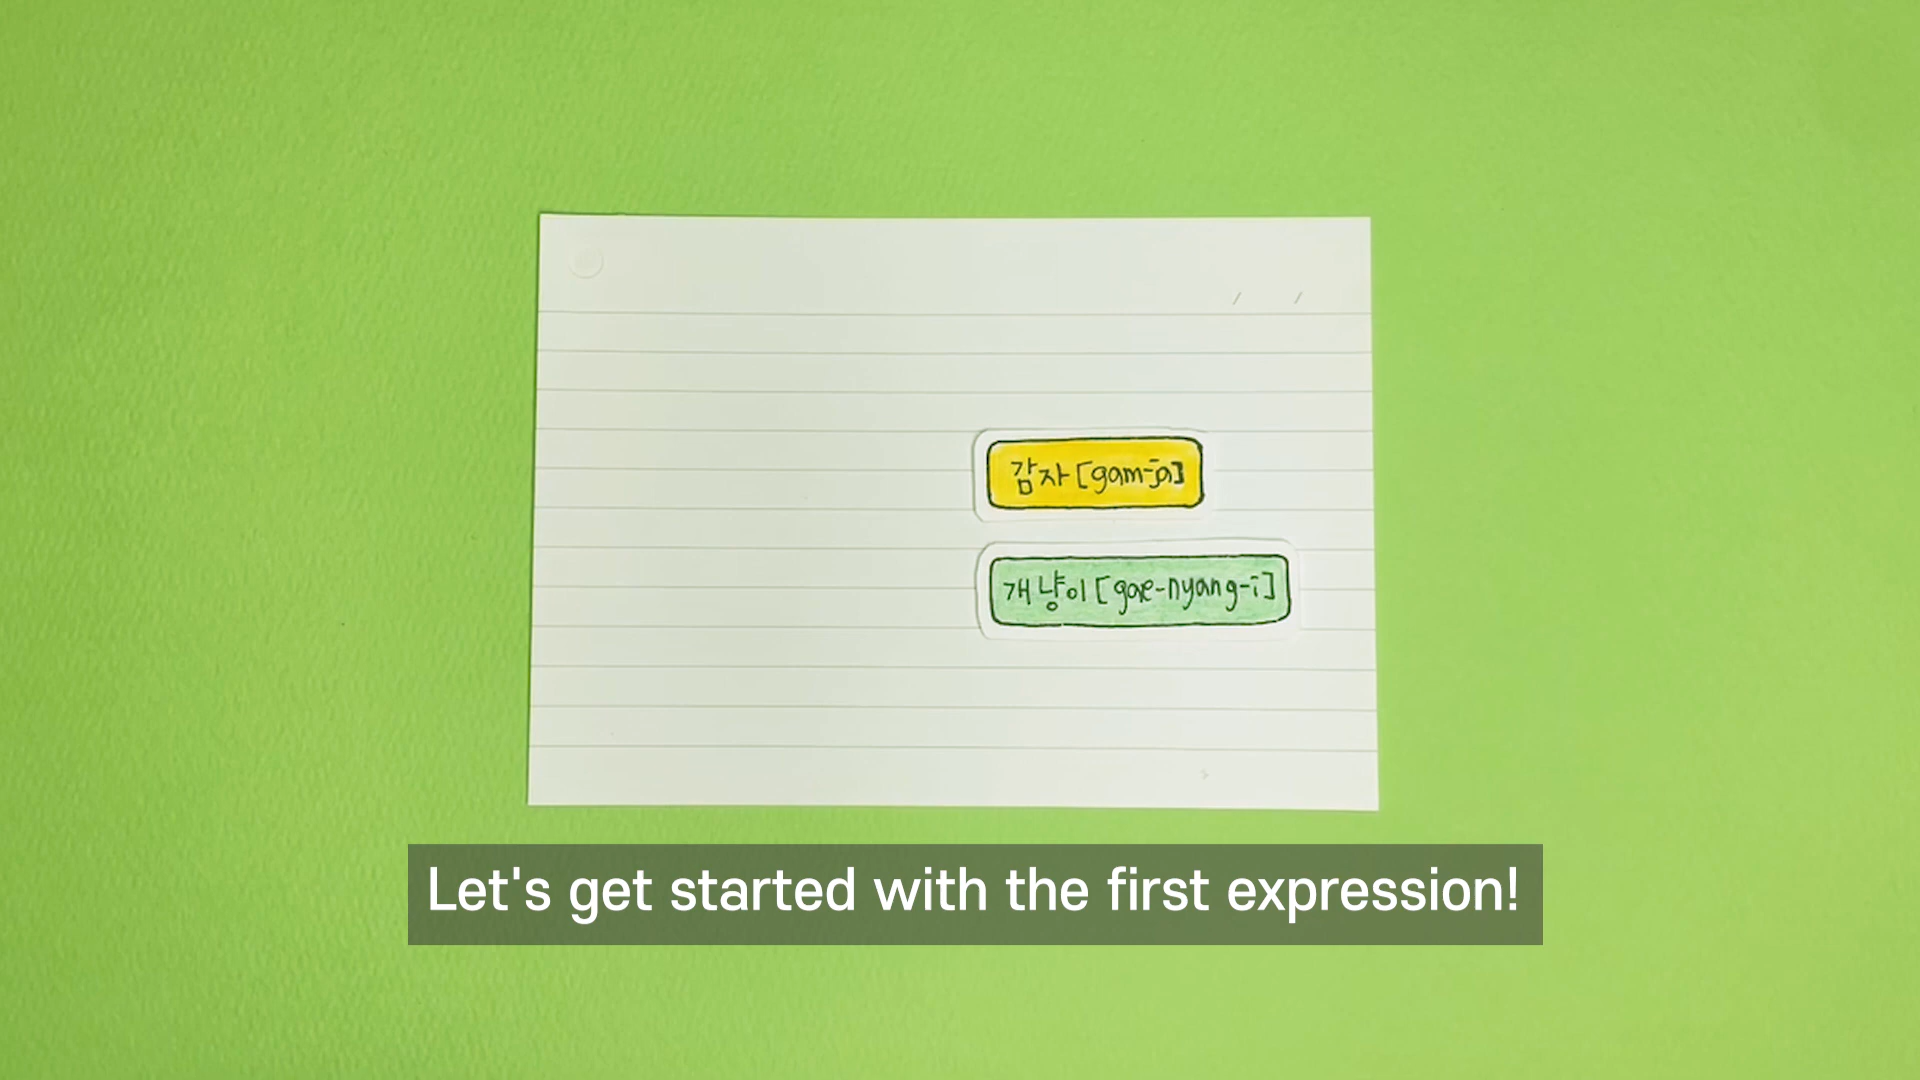 감자 [gam-ja]
개냥이 [gae-nyang-i]
Let's get started with the first expression!